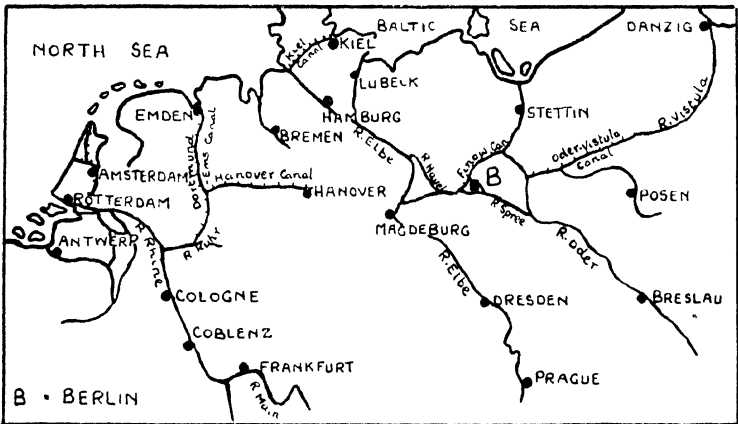 NORTH SEA
BALTIC SEA
DANZIG
Kiel Canal
KIEL
LÜBECK
HAMBURG
EMDEN
BREMEN
STETTIN
R. Vistula
R. Elbe
Dortmund Ems Canal
Finow Can.
Oder-Vistula Canal
AMSTERDAM
Hanover Canal
R Havel
B
HANOVER
POSEN
ROTTERDAM
R Spree
MAGDEBURG
ANTWERP
R Rhine
R Ruhr
R. Oder
R. Elbe
COLOGNE
DRESDEN
BRESLAU
COBLENZ
FRANKFURT
R Main
PRAGUE
B • BERLIN